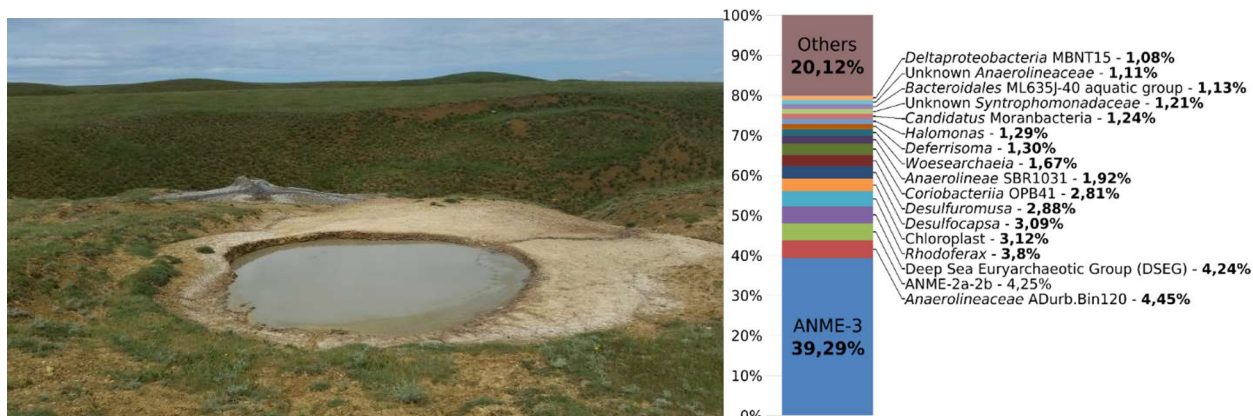 100%
90%
80%
70%
60%
50%
40%
30%
20%
10%
0%
Others
20,12%
ANME-3
39,29%
Deltaproteobacteria MBNT15 - 1,08%
Unknown Anaerolineaceae - 1,11%
Bacteroidales ML635J-40 aquatic group - 1,13%
Unknown Syntrophomonadaceae - 1,21%
Candidatus Moranbacteria - 1,24%
Halomonas - 1,29%
Deferrisoma - 1,30%
Woesearchaeia - 1,67%
Anaerolineae SBR1031 - 1,92%
Coriobacteriia OPB41 - 2,81%
Desulfuromusa - 2,88%
Desulfocapsa - 3,09%
Chloroplast - 3,12%
Rhodoferax - 3,8%
Deep Sea Euryarchaeotic Group (DSEG) - 4,24%
ANME-2a-2b - 4,25%
Anaerolineaceae ADurb.Bin120 - 4,45%